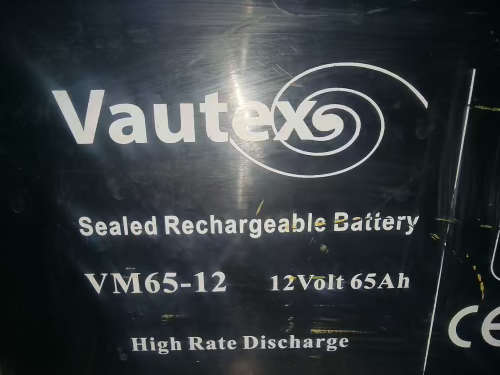 Vautex
Sealed Rechargeable Battery
VM65-12 12Volt 65Ah
High Rate Discharge
CE